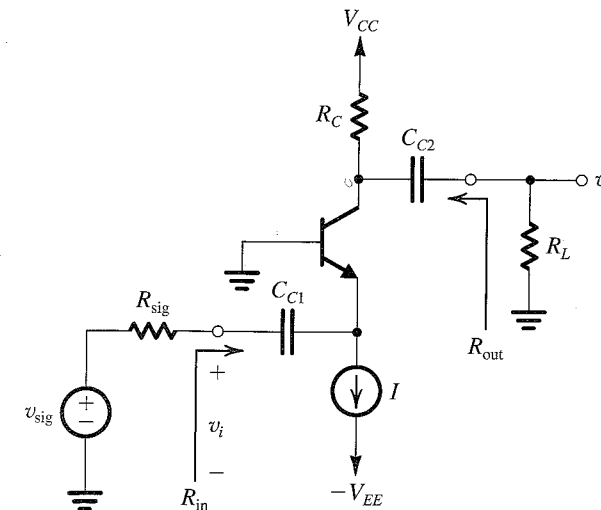 V_CC
R_C
C_C2
v
R_L
R_sig
C_C1
R_out
+
v_sig
+
−
v_i
I
−
R_in
−V_EE